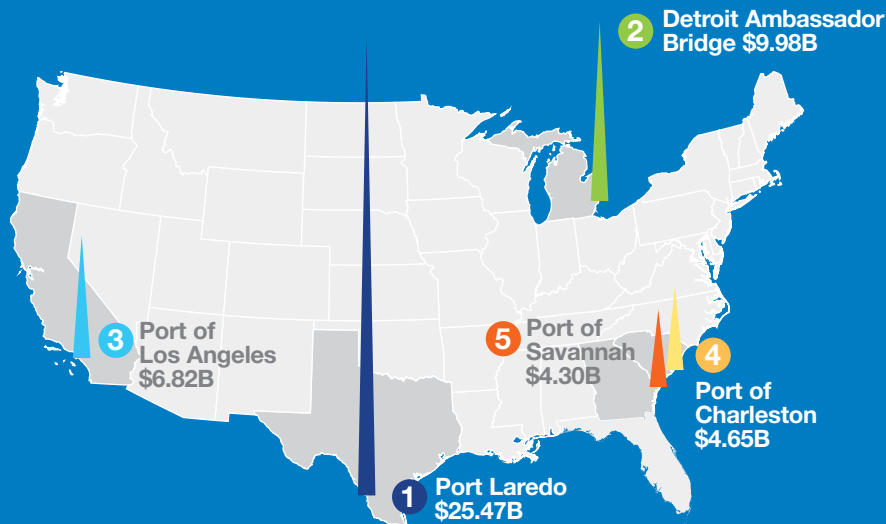 2 Detroit Ambassador
Bridge $9.98B
3 Port of
Los Angeles
$6.82B
5 Port of
Savannah
$4.30B
4
Port of
Charleston
$4.65B
1 Port Laredo
$25.47B